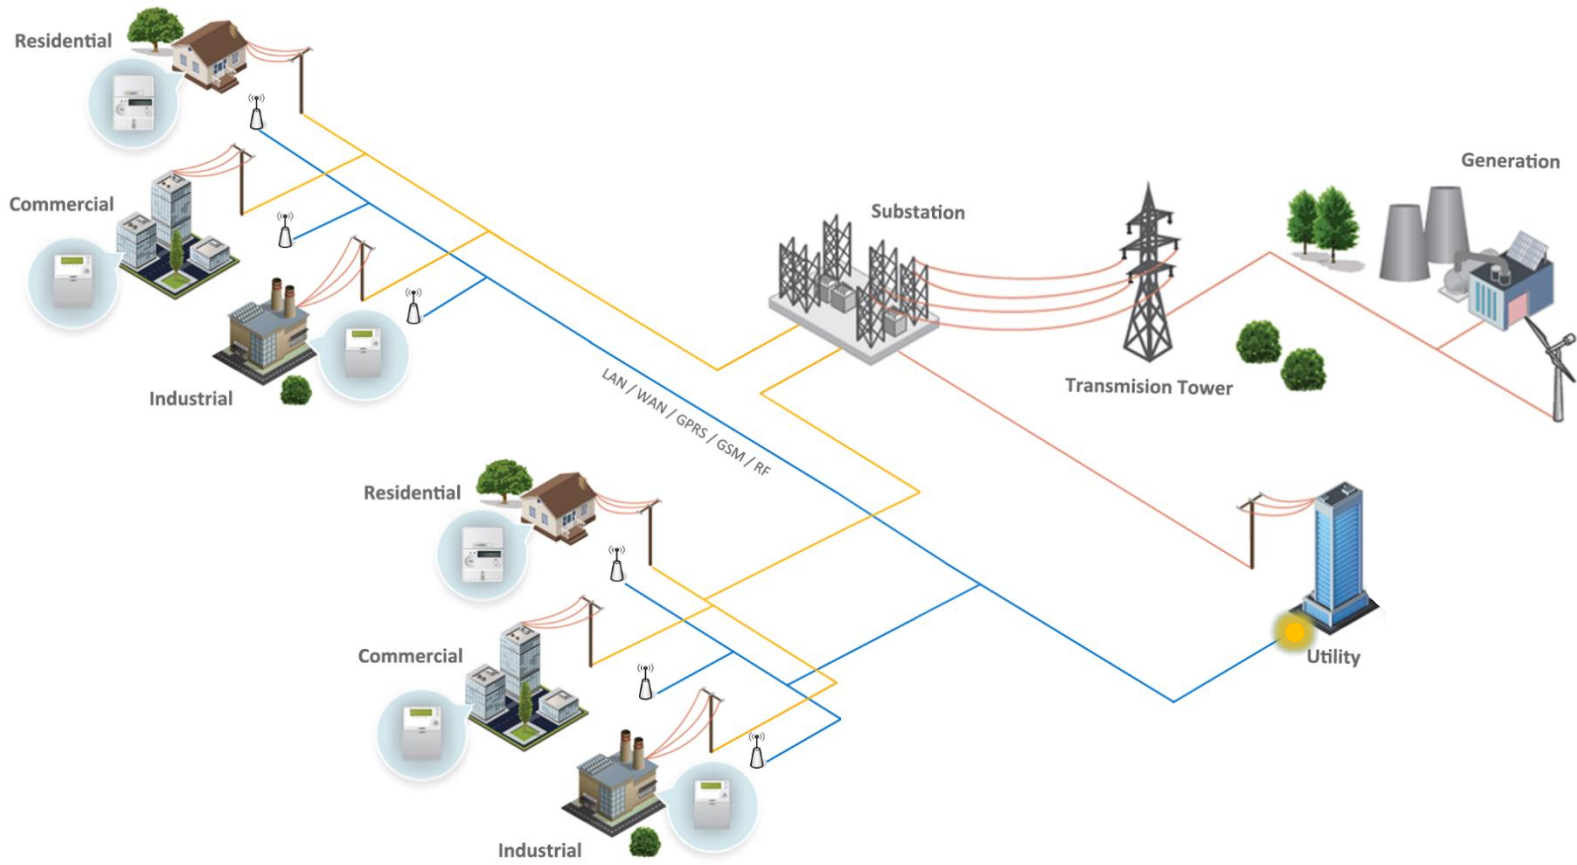 Residential
Commercial
Industrial
Substation
Transmision Tower
Generation
LAN / WAN / GPRS / GSM / RF
Residential
Commercial
Industrial
Utility